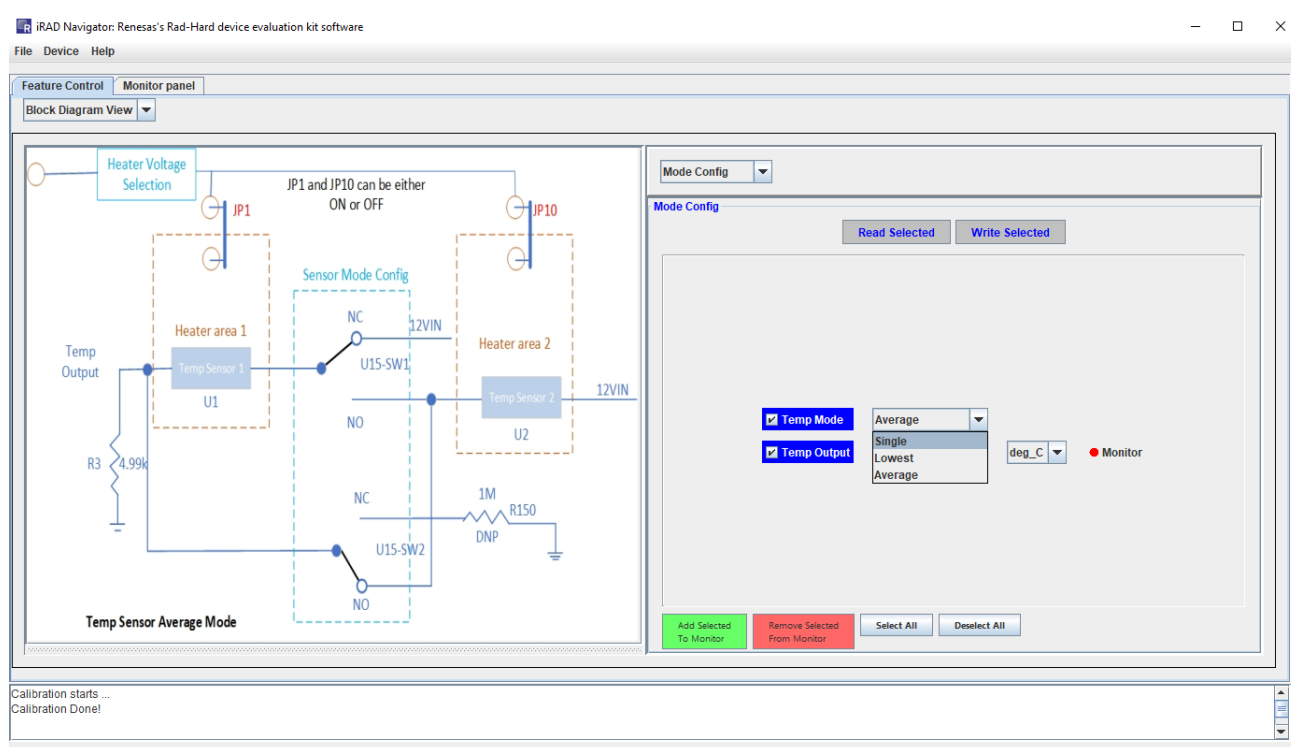 iRAD Navigator: Renesas's Rad-Hard device evaluation kit software
File Device Help
Feature Control Monitor panel
Block Diagram View
Heater Voltage
Selection
JP1 and JP10 can be either
ON or OFF
JP1
JP10
Sensor Mode Config
Heater area 1
NC
12VIN
Heater area 2
Temp
Output
Temp Sensor 1
U15-SW1
12VIN
Temp Sensor 2
U1
NO
U2
R3
4.99k
NC
1M
R150
DNP
U15-SW2
NO
Temp Sensor Average Mode
Mode Config
Mode Config
Read Selected Write Selected
Temp Mode Average
Single
Lowest
Average
Temp Output deg_C Monitor
Add Selected
To Monitor
Remove Selected
From Monitor
Select All Deselect All
Calibration starts ...
Calibration Done!